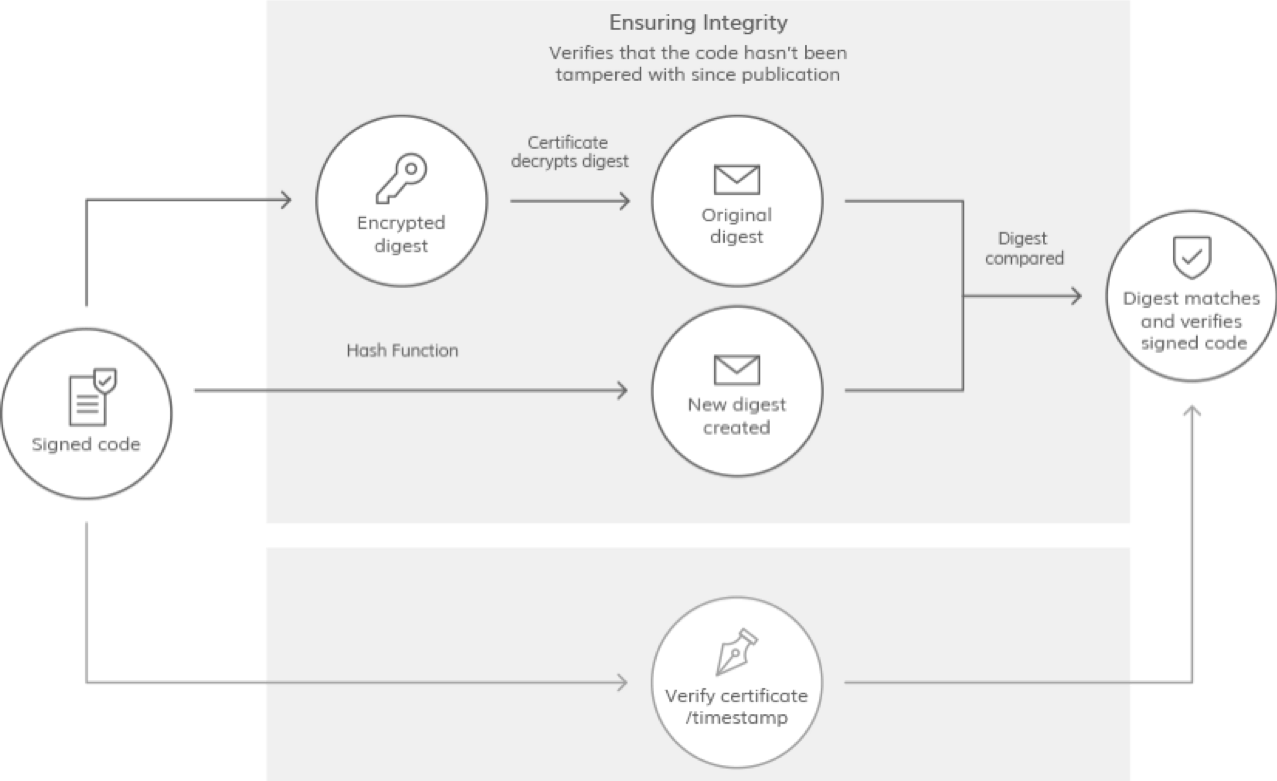 Ensuring Integrity
Verifies that the code hasn't been
tampered with since publication
Certificate
decrypts digest
Encrypted
digest
Original
digest
Digest
compared
Digest matches
and verifies
signed code
Hash Function
New digest
created
Signed code
Verify certificate
/timestamp